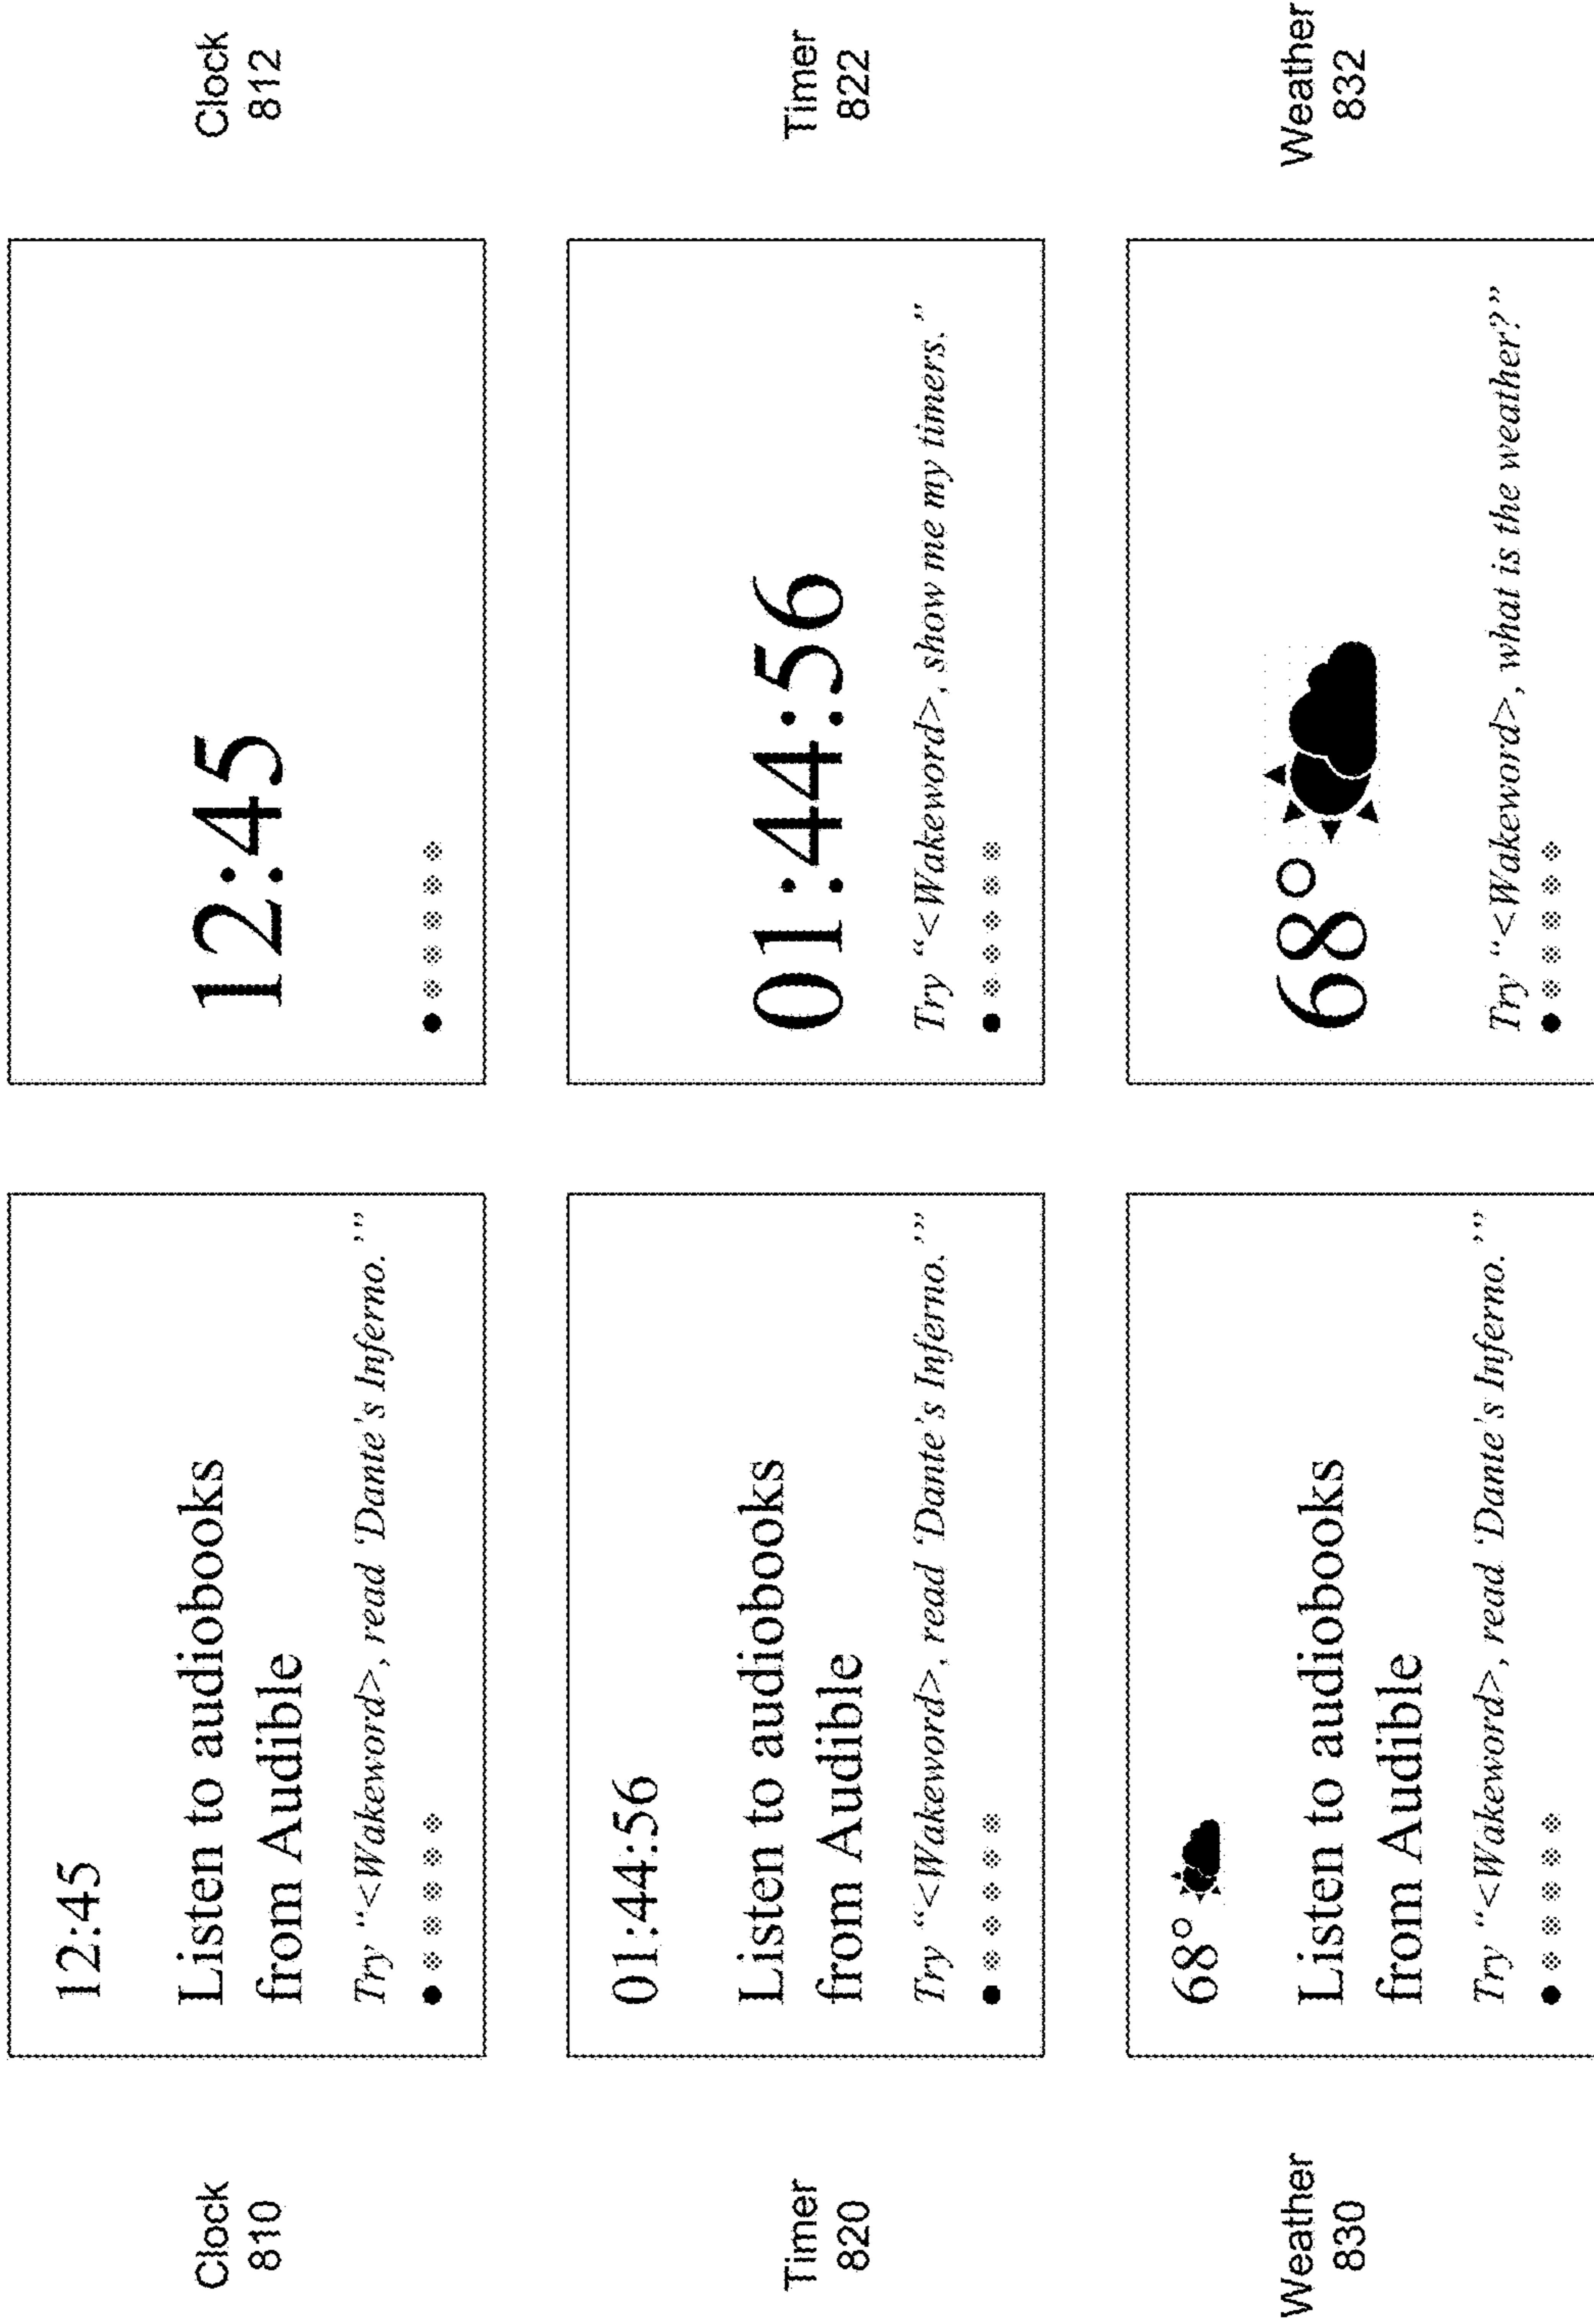 Clock
810
12:45
Listen to audiobooks
from Audible
Try “<Wakeword>, read ‘Dante’s Inferno.’”
12:45
Clock
812
Timer
820
01:44:56
Listen to audiobooks
from Audible
Try “<Wakeword>, read ‘Dante’s Inferno.’”
01:44:56
Try “<Wakeword>, show me my timers.”
Timer
822
Weather
830
68°
Listen to audiobooks
from Audible
Try “<Wakeword>, read ‘Dante’s Inferno.’”
68°
Try “<Wakeword>, what is the weather?”
Weather
832